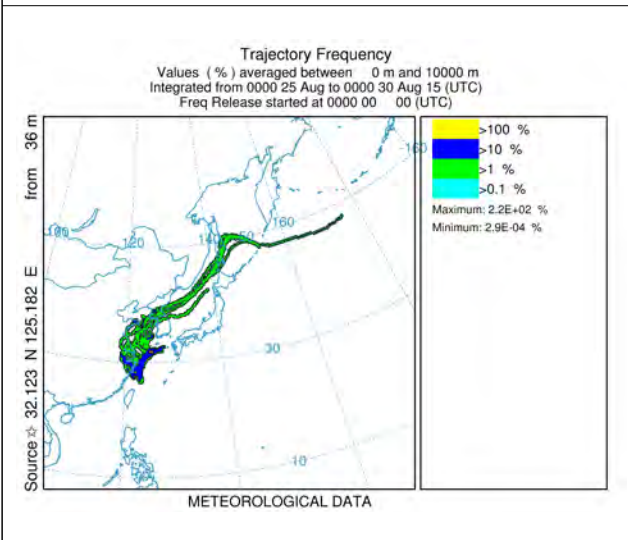 Trajectory Frequency
Values ( % ) averaged between 0 m and 10000 m
Integrated from 0000 25 Aug to 0000 30 Aug 15 (UTC)
Freq Release started at 0000 00 00 (UTC)
Source ☆ 32.123 N 125.182 E from 36 m
160
>100 %
>10 %
>1 %
>0.1 %
Maximum: 2.2E+02 %
Minimum: 2.9E-04 %
120
140
160
30
10
METEOROLOGICAL DATA